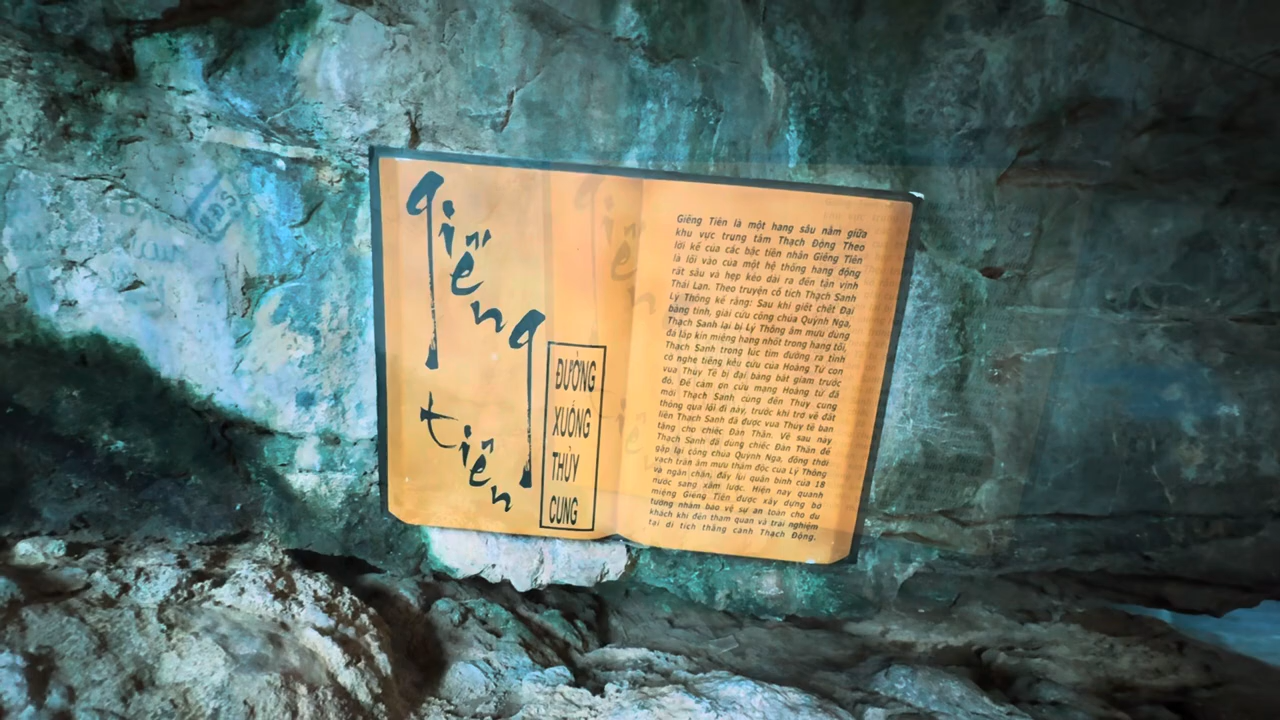 giếng
tiên
ĐƯỜNG
XUỐNG
THỦY
CUNG
Giếng Tiên là một hang sâu nằm giữa
khu vực trung tâm Thạch Động Theo
lời kể của các bậc tiền nhân Giếng Tiên
là lối vào của một hệ thống hang động
rất sâu và hẹp kéo dài ra đến tận vịnh
Thái Lan. Theo truyện cổ tích Thạch Sanh
Lý Thông kể rằng: Sau khi giết chết Đại
bàng tinh, giải cứu công chúa Quỳnh Nga,
Thạch Sanh lại bị Lý Thông âm mưu dùng
đá lấp kín miệng hang nhốt trong hang tối,
Thạch Sanh trong lúc tìm đường ra tình
cờ nghe tiếng kêu cứu của Hoàng Tử con
vua Thủy Tề bị đại bàng bắt giam trước
đó. Để cảm ơn cứu mạng Hoàng tử đã
mời Thạch Sanh cùng đến Thủy cung
thông qua lối đi này, trước khi trở về đất
liền Thạch Sanh đã được vua Thủy tề ban
tặng cho chiếc Đàn Thần. Về sau này
Thạch Sanh đã dùng chiếc Đàn Thần để
gặp lại công chúa Quỳnh Nga, đồng thời
vạch trần âm mưu thâm độc của Lý Thông
và ngăn chặn, đẩy lui quân binh của 18
nước sang xâm lược. Hiện nay quanh
miệng Giếng Tiên được xây dựng bờ
tường nhằm bảo vệ sự an toàn cho du
khách khi đến tham quan và trải nghiệm
tại di tích thắng cảnh Thạch Động.